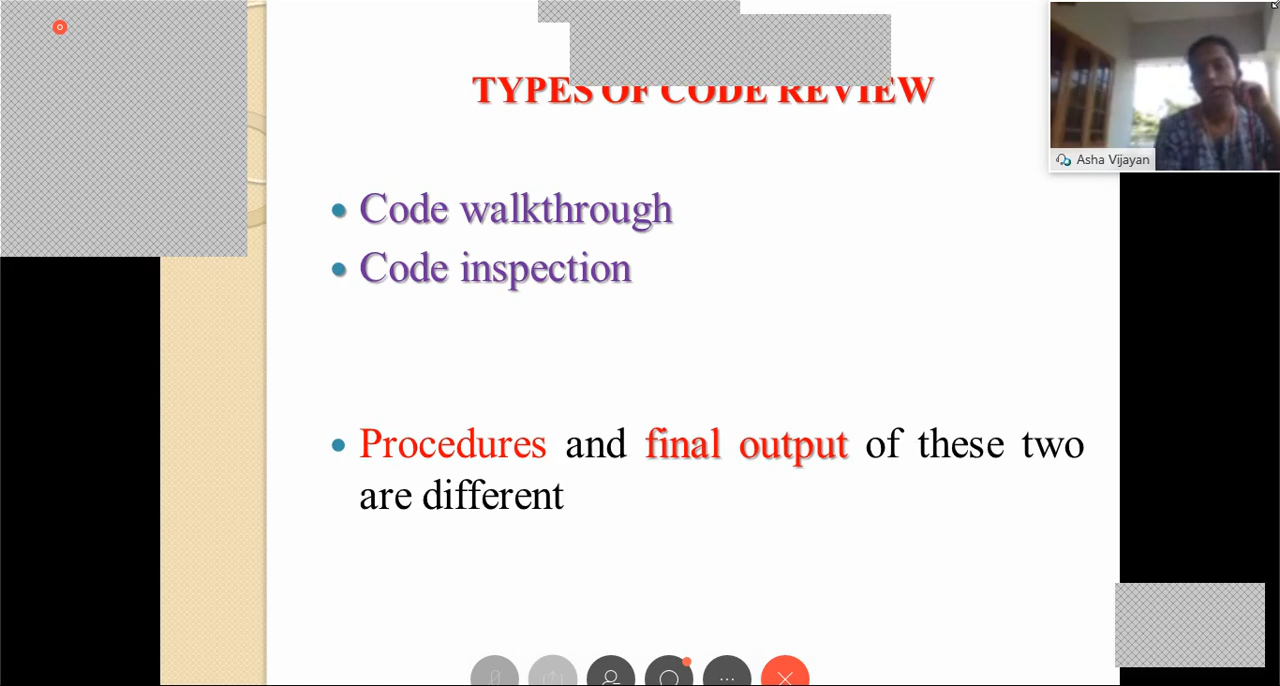 TYPES OF CODE REVIEW
Asha Vijayan
Code walkthrough
Code inspection
Procedures and final output of these two
are different